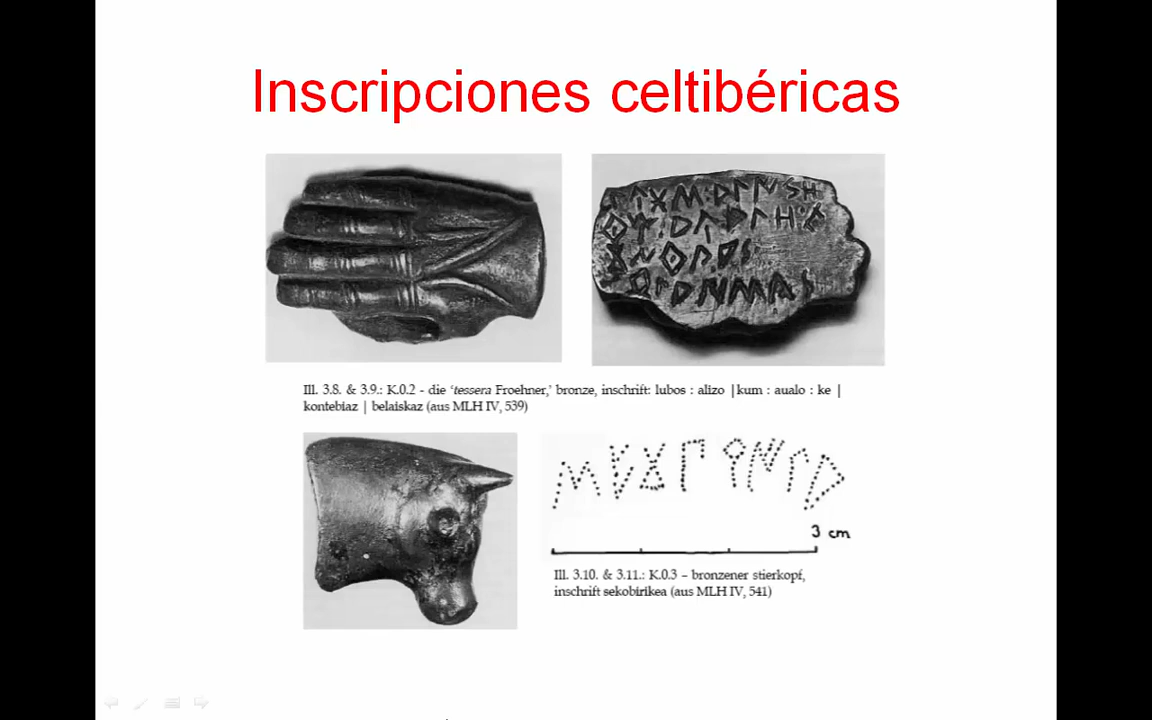 Inscripciones celtibéricas
Ill. 3.8. & 3.9.: K.0.2 - die ‘tessera Froehner,’ bronze, inschrift: lubos : alizo |kum : aualo : ke |
kontebiaz | belaiskaz (aus MLH IV, 539)
3 cm
Ill. 3.10. & 3.11.: K.0.3 – bronzener stierkopf,
inschrift sekobirikea (aus MLH IV, 541)